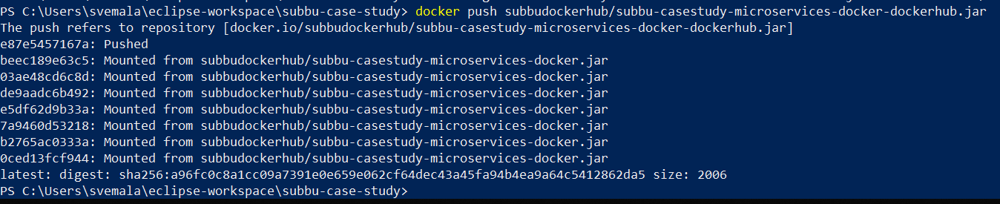 PS C:\Users\svemala\eclipse-workspace\subbu-case-study> docker push subbudockerhub/subbu-casestudy-microservices-docker-dockerhub.jar
The push refers to repository [docker.io/subbudockerhub/subbu-casestudy-microservices-docker-dockerhub.jar]
e87e5457167a: Pushed
beec189e63c5: Mounted from subbudockerhub/subbu-casestudy-microservices-docker.jar
03ae48cd6c8d: Mounted from subbudockerhub/subbu-casestudy-microservices-docker.jar
de9aadc6b492: Mounted from subbudockerhub/subbu-casestudy-microservices-docker.jar
e5df62d9b33a: Mounted from subbudockerhub/subbu-casestudy-microservices-docker.jar
7a9460d53218: Mounted from subbudockerhub/subbu-casestudy-microservices-docker.jar
b2765ac0333a: Mounted from subbudockerhub/subbu-casestudy-microservices-docker.jar
0ced13fcf944: Mounted from subbudockerhub/subbu-casestudy-microservices-docker.jar
latest: digest: sha256:a96fc0c8a1cc09a7391e0e659e062cf64dec43a45fa94b4ea9a64c5412862da5 size: 2006
PS C:\Users\svemala\eclipse-workspace\subbu-case-study>